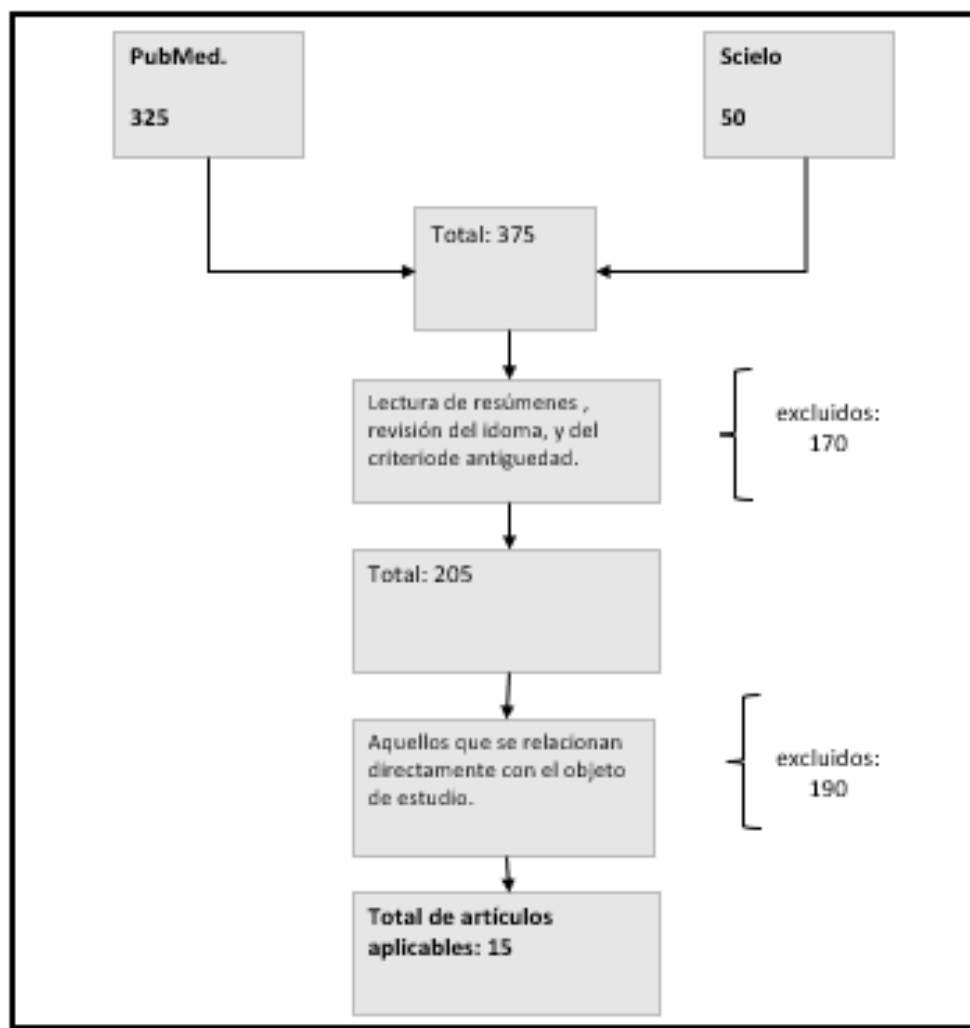 PubMed.
325
Scielo
50
Total: 375
Lectura de resúmenes ,
revisión del idoma, y del
criteriode antiguedad.
excluidos:
170
Total: 205
Aquellos que se relacionan
directamente con el objeto
de estudio.
excluidos:
190
Total de artículos
aplicables: 15